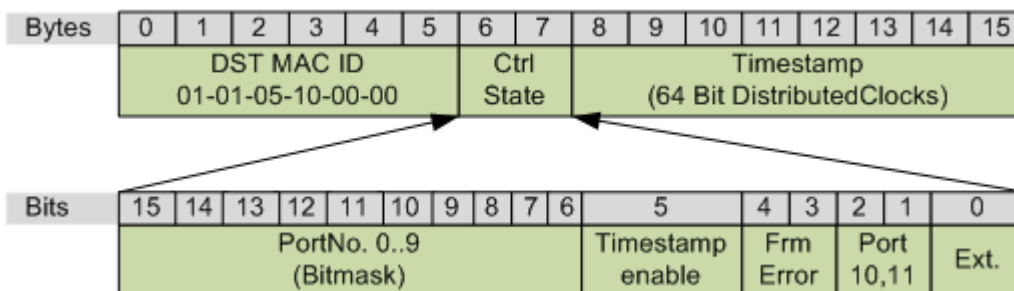 Bytes 0 1 2 3 4 5 6 7 8 9 10 11 12 13 14 15
DST MAC ID
01-01-05-10-00-00
Ctrl
State
Timestamp
(64 Bit DistributedClocks)
Bits 15 14 13 12 11 10 9 8 7 6 5 4 3 2 1 0
PortNo. 0..9
(Bitmask)
Timestamp
enable
Frm
Error
Port
10,11
Ext.